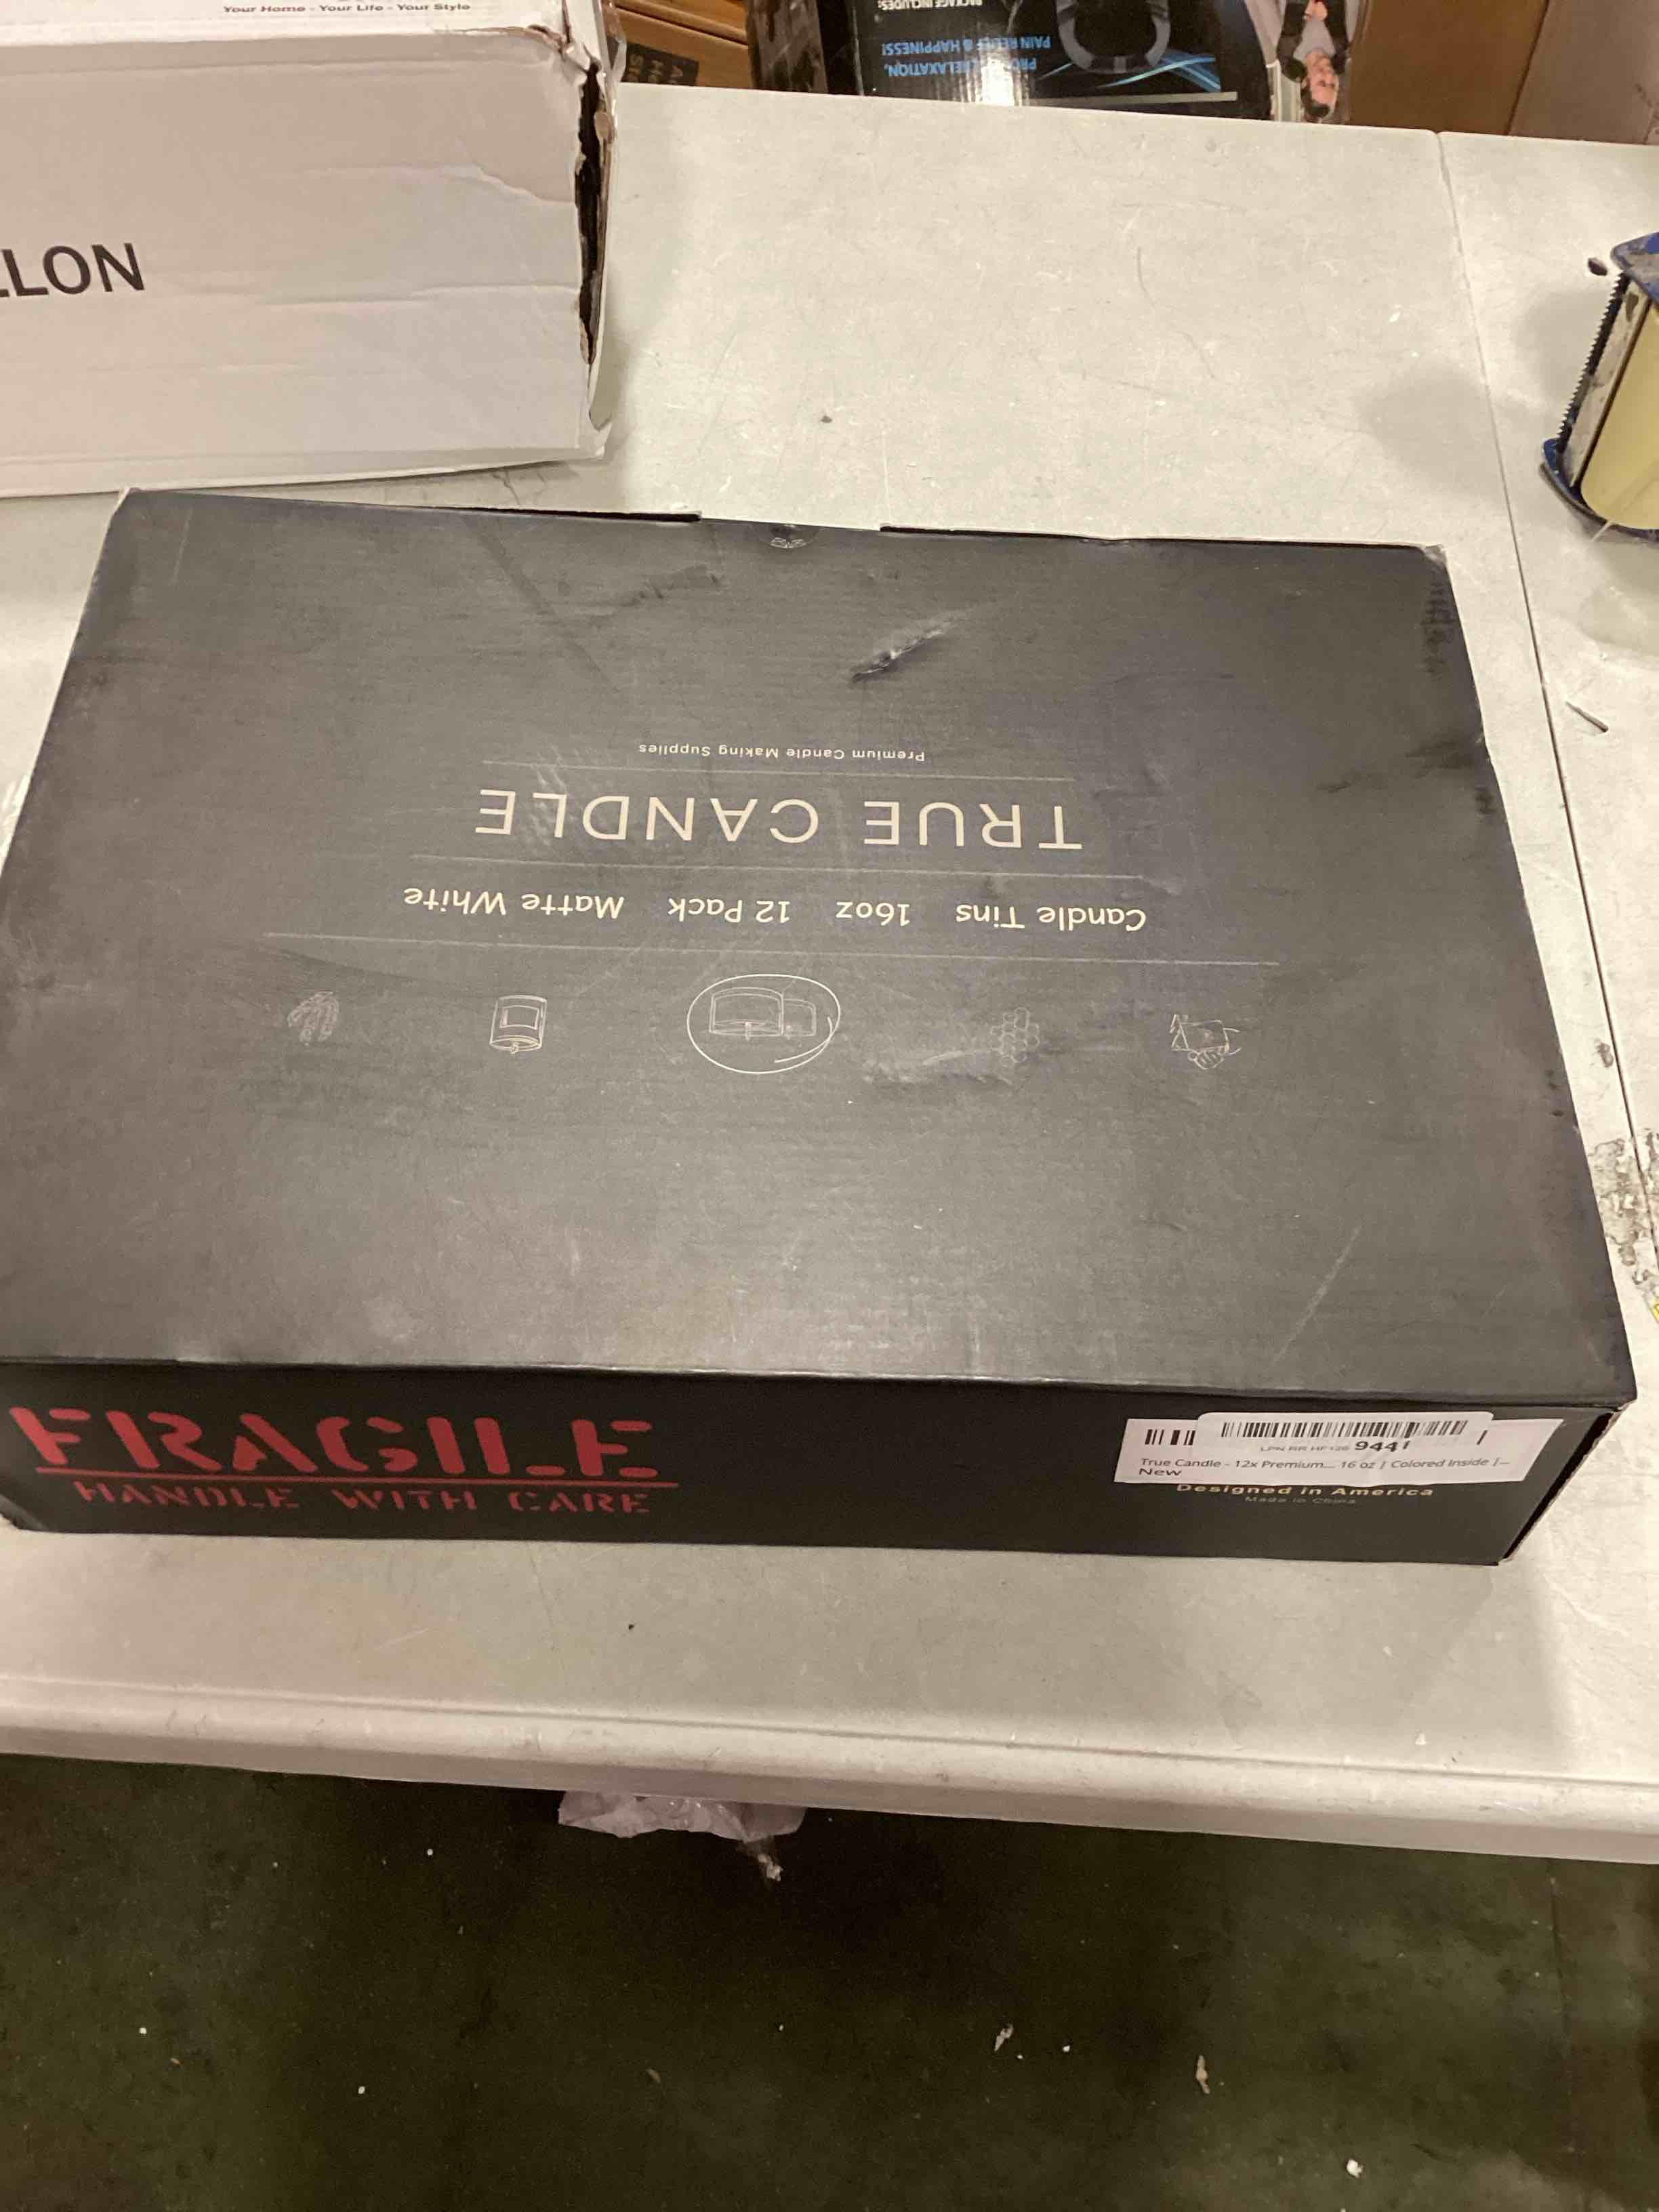 Your Home - Your Life - Your Style
LLON
PACKAGE INCLUDES:
PAIN RELIEF & HAPPINESS!
RELAXATION,
Premium Candle Making Supplies
TRUE CANDLE
Candle Tins 16oz 12 Pack Matte White
FRAGILE
HANDLE WITH CARE
9441
True Candle - 12x Premium... 16 oz | Colored Inside |...
New
Designed in America
Made in China